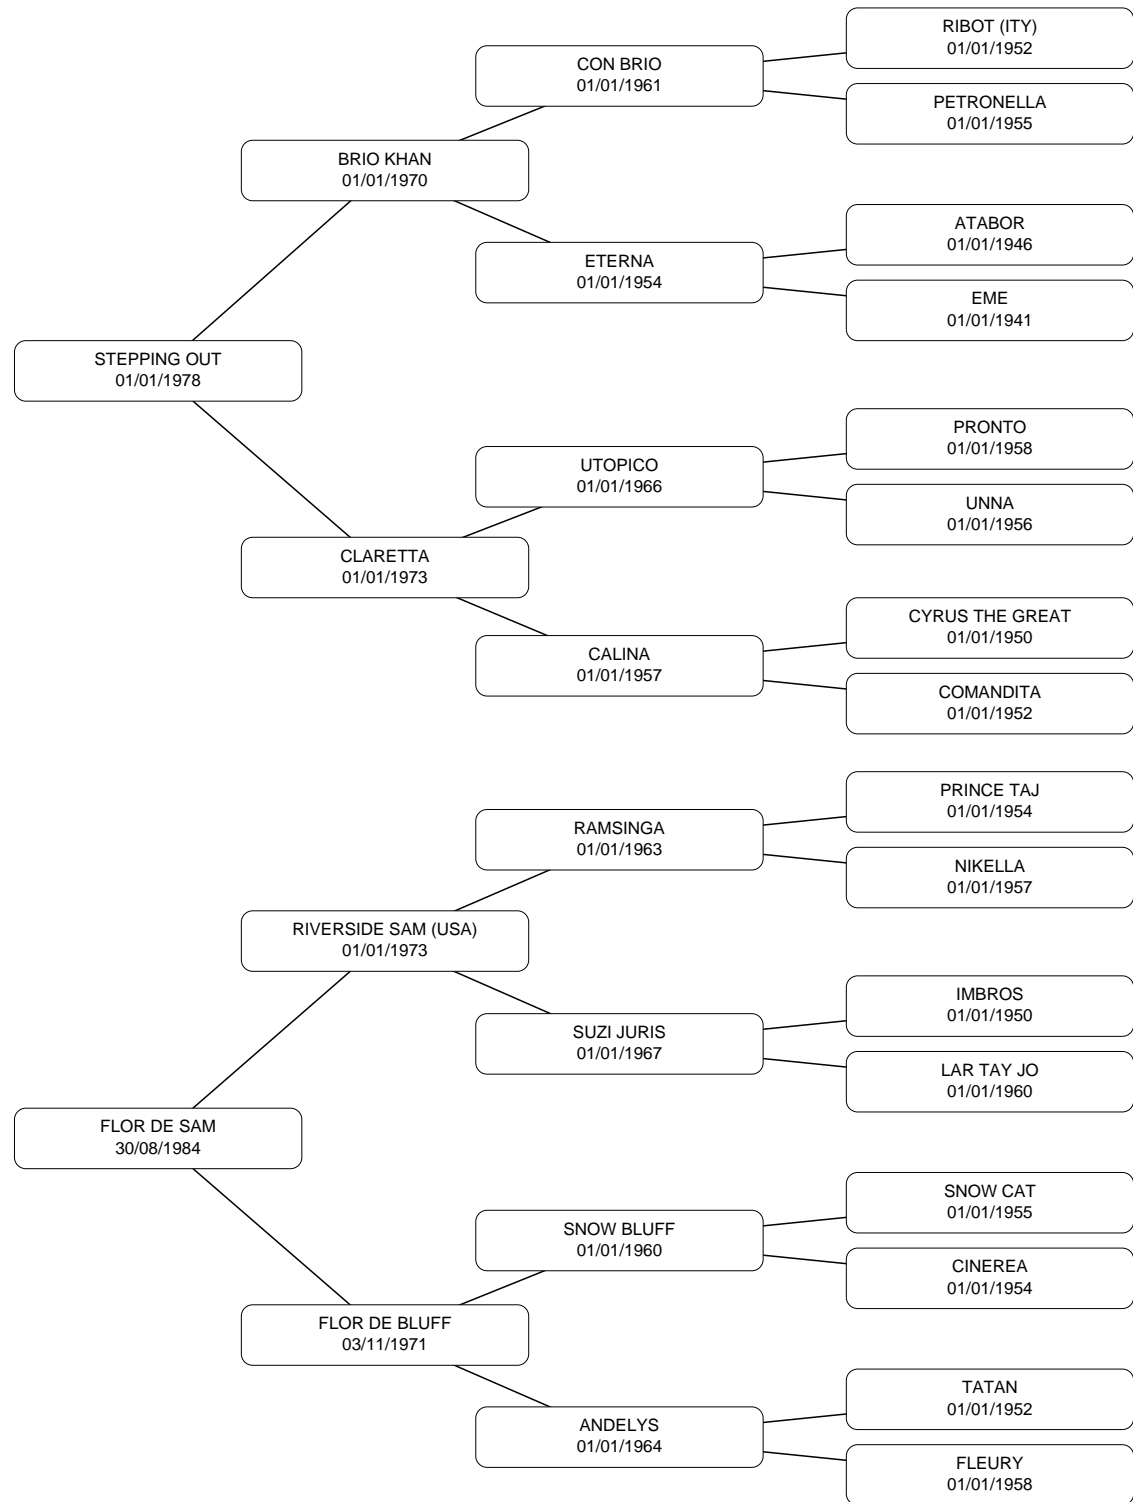 RIBOT (ITY)
01/01/1952
CON BRIO
01/01/1961
PETRONELLA
01/01/1955
BRIO KHAN
01/01/1970
ATABOR
01/01/1946
ETERNA
01/01/1954
EME
01/01/1941
STEPPING OUT
01/01/1978
PRONTO
01/01/1958
UTOPICO
01/01/1966
UNNA
01/01/1956
CLARETTA
01/01/1973
CYRUS THE GREAT
01/01/1950
CALINA
01/01/1957
COMANDITA
01/01/1952
PRINCE TAJ
01/01/1954
RAMSINGA
01/01/1963
NIKELLA
01/01/1957
RIVERSIDE SAM (USA)
01/01/1973
IMBROS
01/01/1950
SUZI JURIS
01/01/1967
LAR TAY JO
01/01/1960
FLOR DE SAM
30/08/1984
SNOW CAT
01/01/1955
SNOW BLUFF
01/01/1960
CINEREA
01/01/1954
FLOR DE BLUFF
03/11/1971
TATAN
01/01/1952
ANDELYS
01/01/1964
FLEURY
01/01/1958